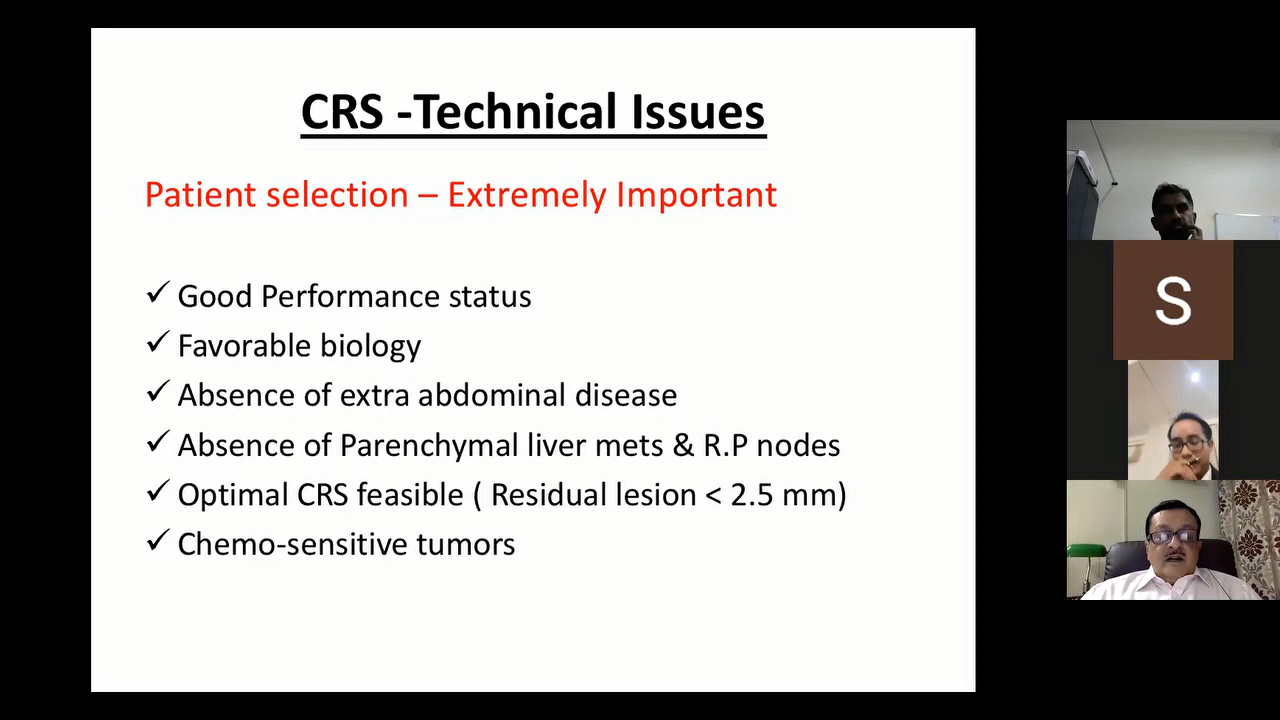 CRS -Technical Issues
Patient selection – Extremely Important
✓ Good Performance status
✓ Favorable biology
✓ Absence of extra abdominal disease
✓ Absence of Parenchymal liver mets & R.P nodes
✓ Optimal CRS feasible ( Residual lesion < 2.5 mm)
✓ Chemo-sensitive tumors
S